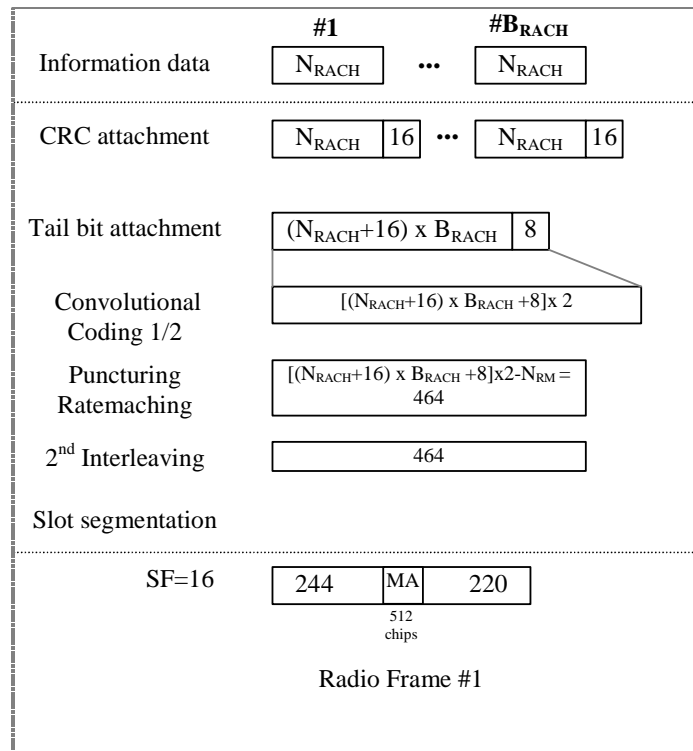 #1 #B_RACH
Information data N_RACH ••• N_RACH
CRC attachment N_RACH 16 ••• N_RACH 16
Tail bit attachment (N_RACH+16) x B_RACH 8
Convolutional
Coding 1/2
[(N_RACH+16) x B_RACH +8]x 2
Puncturing
Ratemaching
[(N_RACH+16) x B_RACH +8]x2-N_RM =
464
2nd Interleaving 464
Slot segmentation
SF=16 244 MA 220
512
chips
Radio Frame #1